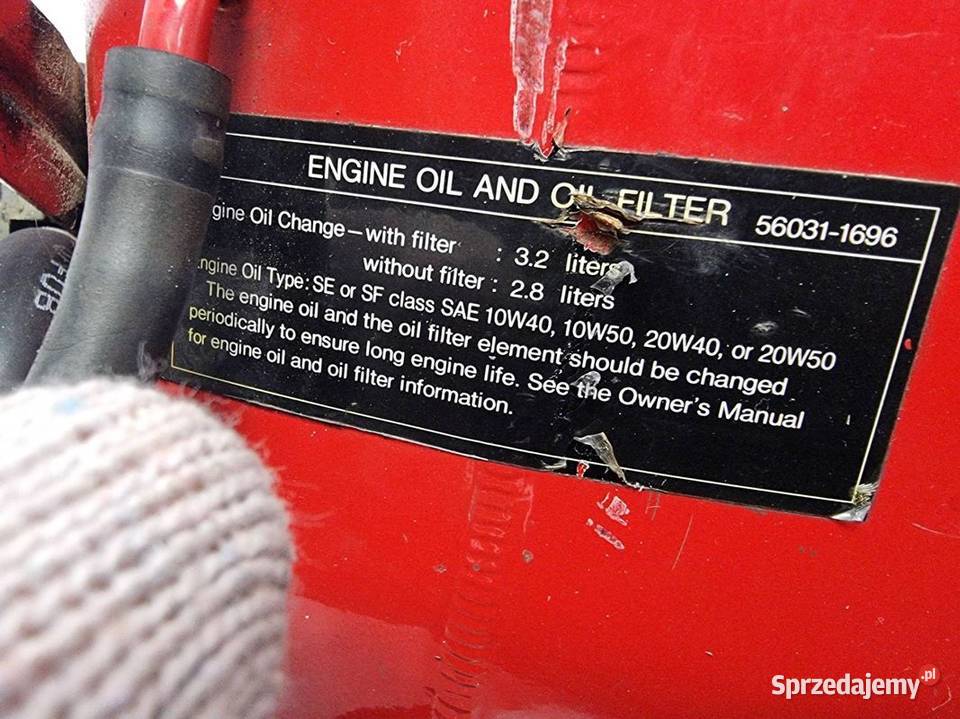 ENGINE OIL AND OIL FILTER 56031-1696
gine Oil Change – with filter : 3.2 liters
without filter : 2.8 liters
ngine Oil Type: SE or SF class SAE 10W40, 10W50, 20W40, or 20W50
The engine oil and the oil filter element should be changed
periodically to ensure long engine life. See the Owner's Manual
for engine oil and oil filter information.
Sprzedajemy.pl